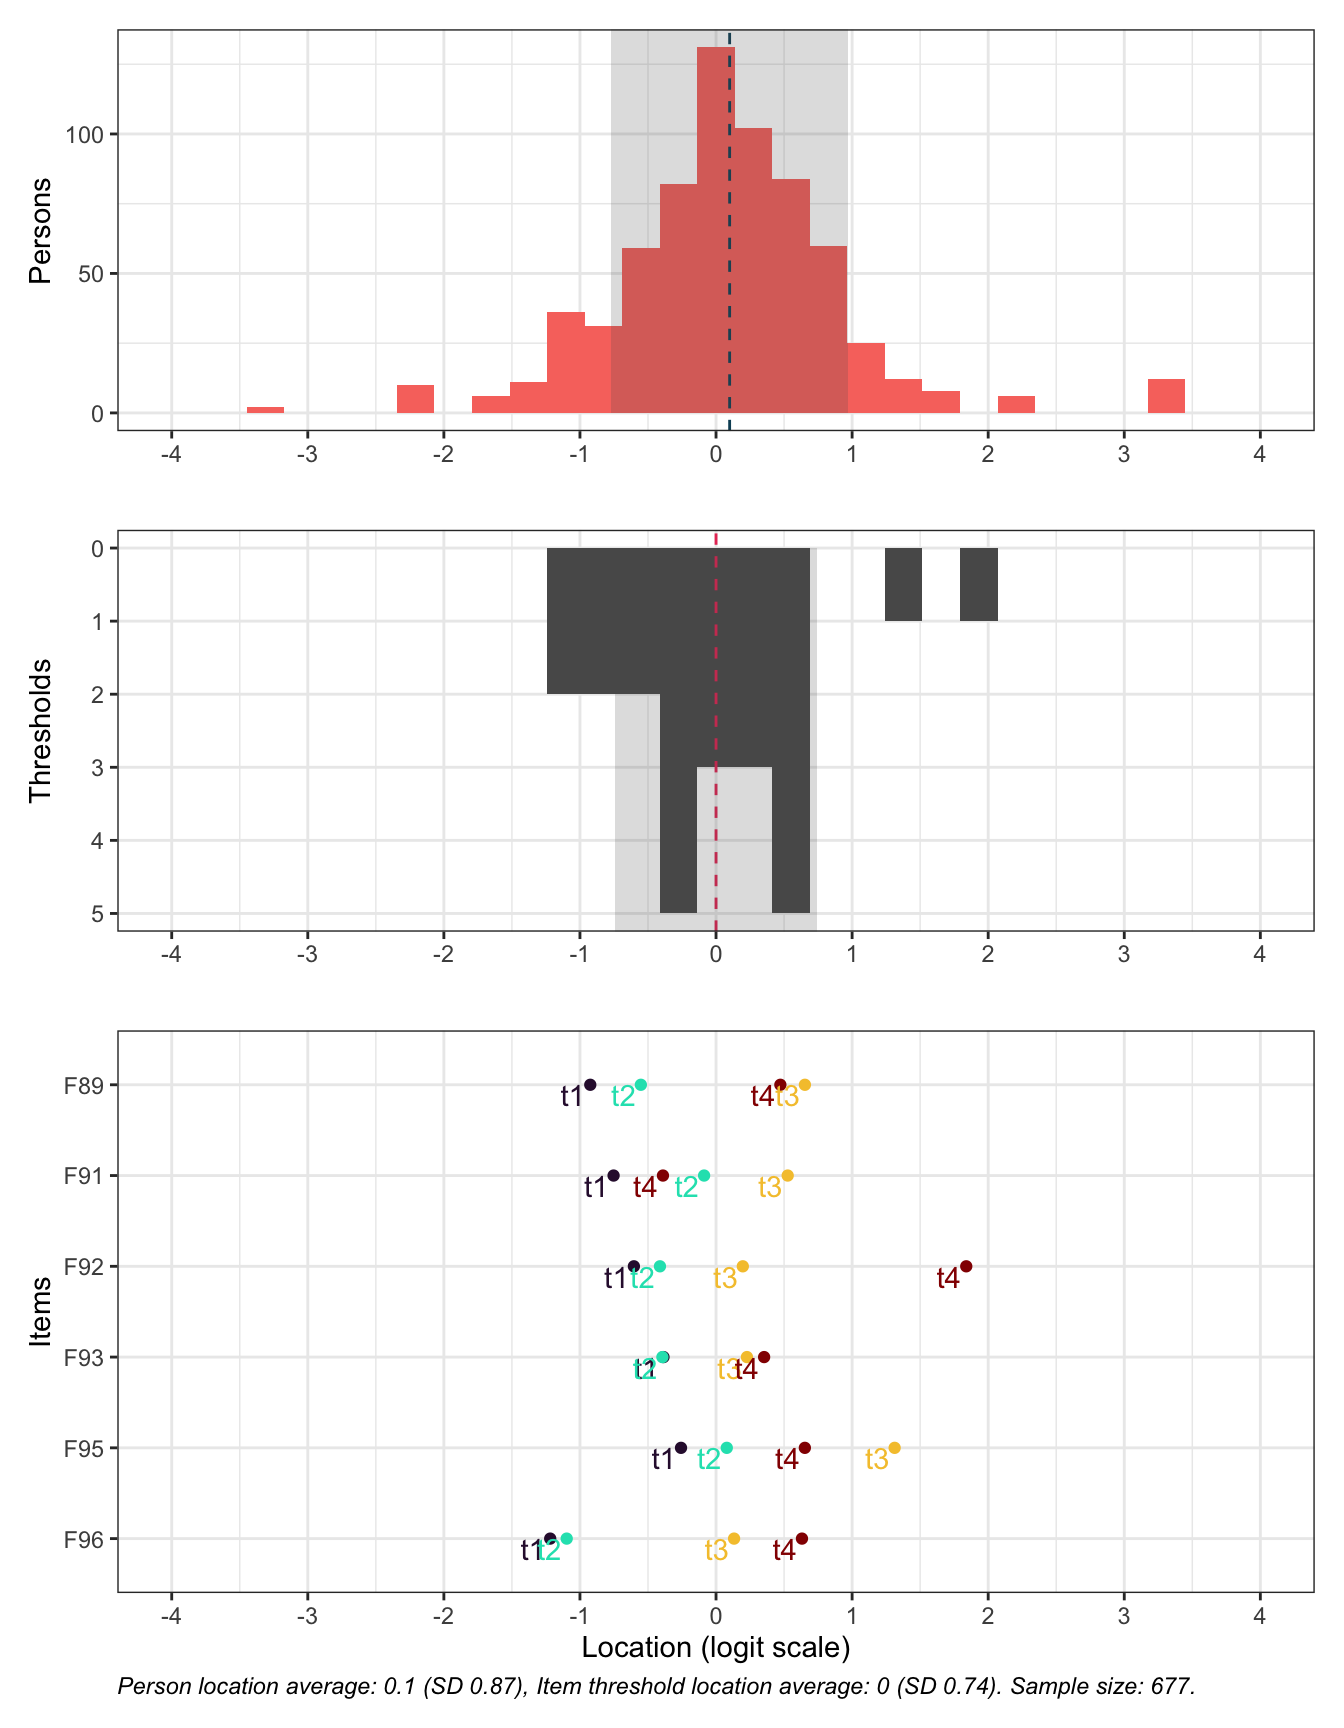 Persons
100
50
0
-4 -3 -2 -1 0 1 2 3 4
Thresholds
0
1
2
3
4
5
-4 -3 -2 -1 0 1 2 3 4
Items
F89 t1 t2 t4 t3
F91 t1 t4 t2 t3
F92 t1 t2 t3 t4
F93 t1 t2 t3 t4
F95 t1 t2 t4 t3
F96 t1 t2 t3 t4
-4 -3 -2 -1 0 1 2 3 4
Location (logit scale)
Person location average: 0.1 (SD 0.87), Item threshold location average: 0 (SD 0.74). Sample size: 677.